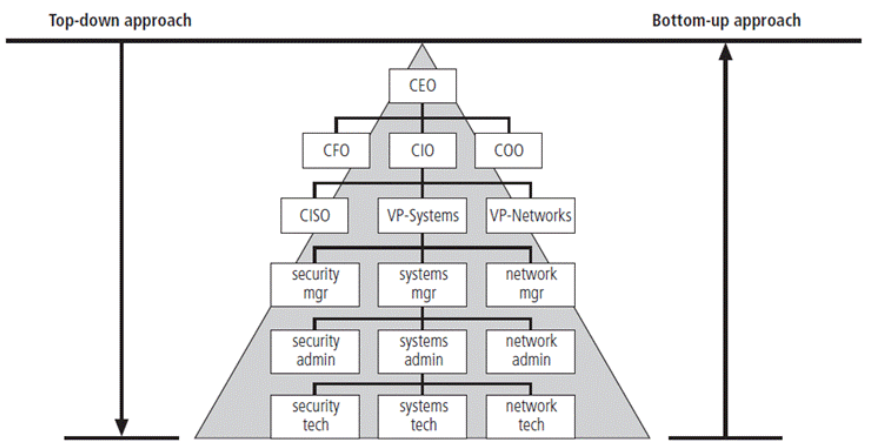 Top-down approach
Bottom-up approach
CEO
CFO
CIO
COO
CISO
VP-Systems
VP-Networks
security
mgr
systems
mgr
network
mgr
security
admin
systems
admin
network
admin
security
tech
systems
tech
network
tech